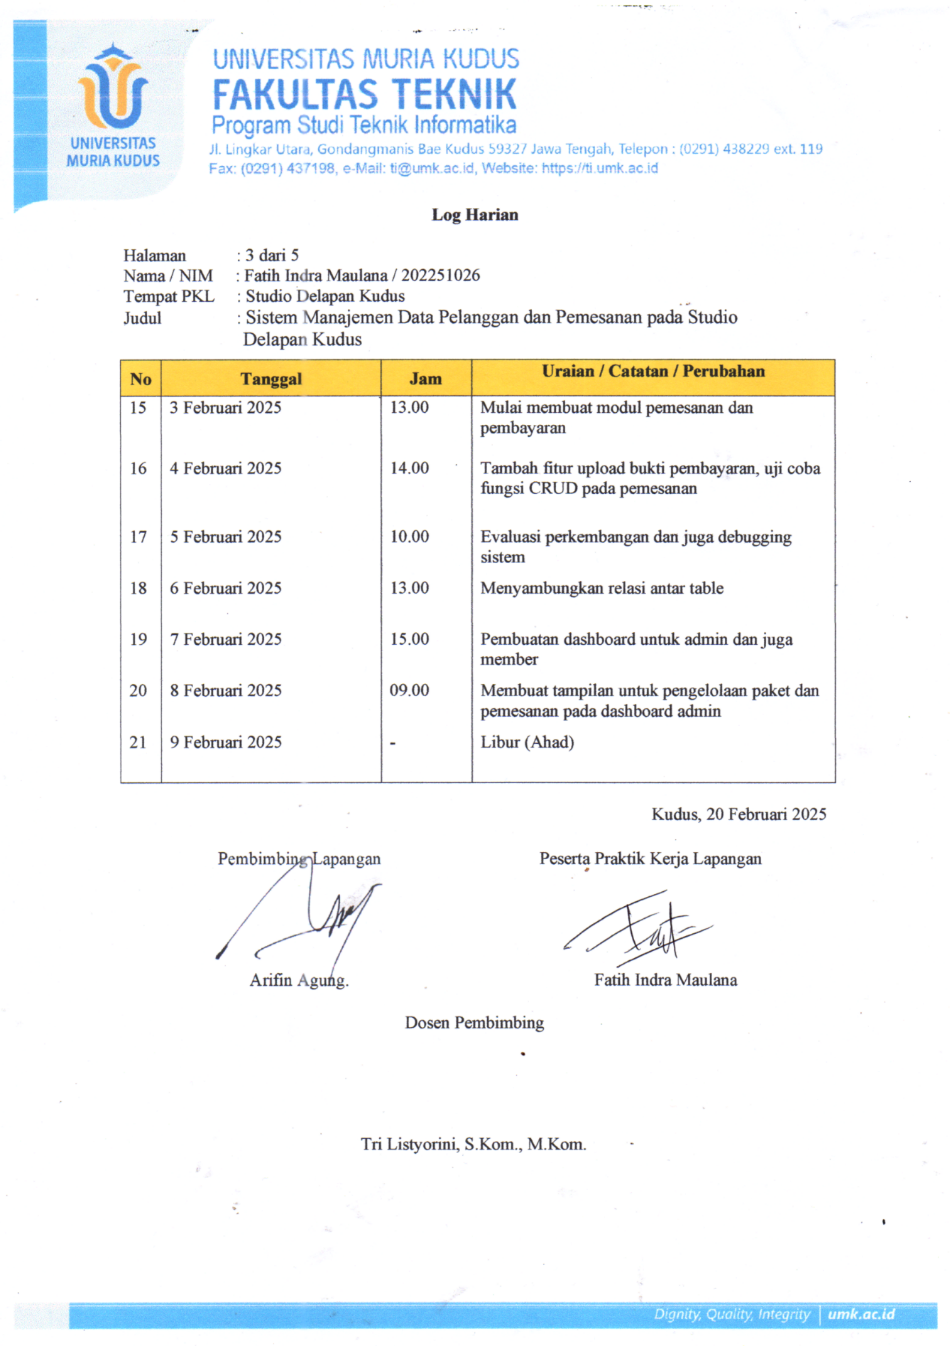 UNIVERSITAS MURIA KUDUS
FAKULTAS TEKNIK
Program Studi Teknik Informatika
Jl. Lingkar Utara, Gondangmanis Bae Kudus 59327 Jawa Tengah, Telepon : (0291) 438229 ext. 119
Fax: (0291) 437198, e-Mail: ti@umk.ac.id, Website: https://ti.umk.ac.id
UNIVERSITAS
MURIA KUDUS
Log Harian
Halaman : 3 dari 5
Nama / NIM : Fatih Indra Maulana / 202251026
Tempat PKL : Studio Delapan Kudus
Judul : Sistem Manajemen Data Pelanggan dan Pemesanan pada Studio
Delapan Kudus
No Tanggal Jam Uraian / Catatan / Perubahan
15 3 Februari 2025 13.00 Mulai membuat modul pemesanan dan
pembayaran
16 4 Februari 2025 14.00 Tambah fitur upload bukti pembayaran, uji coba
fungsi CRUD pada pemesanan
17 5 Februari 2025 10.00 Evaluasi perkembangan dan juga debugging
sistem
18 6 Februari 2025 13.00 Menyambungkan relasi antar table
19 7 Februari 2025 15.00 Pembuatan dashboard untuk admin dan juga
member
20 8 Februari 2025 09.00 Membuat tampilan untuk pengelolaan paket dan
pemesanan pada dashboard admin
21 9 Februari 2025 - Libur (Ahad)
Kudus, 20 Februari 2025
Pembimbing Lapangan Peserta Praktik Kerja Lapangan
Arifin Agung. Fatih Indra Maulana
Dosen Pembimbing
Tri Listyorini, S.Kom., M.Kom.
Dignity, Quality, Integrity | umk.ac.id